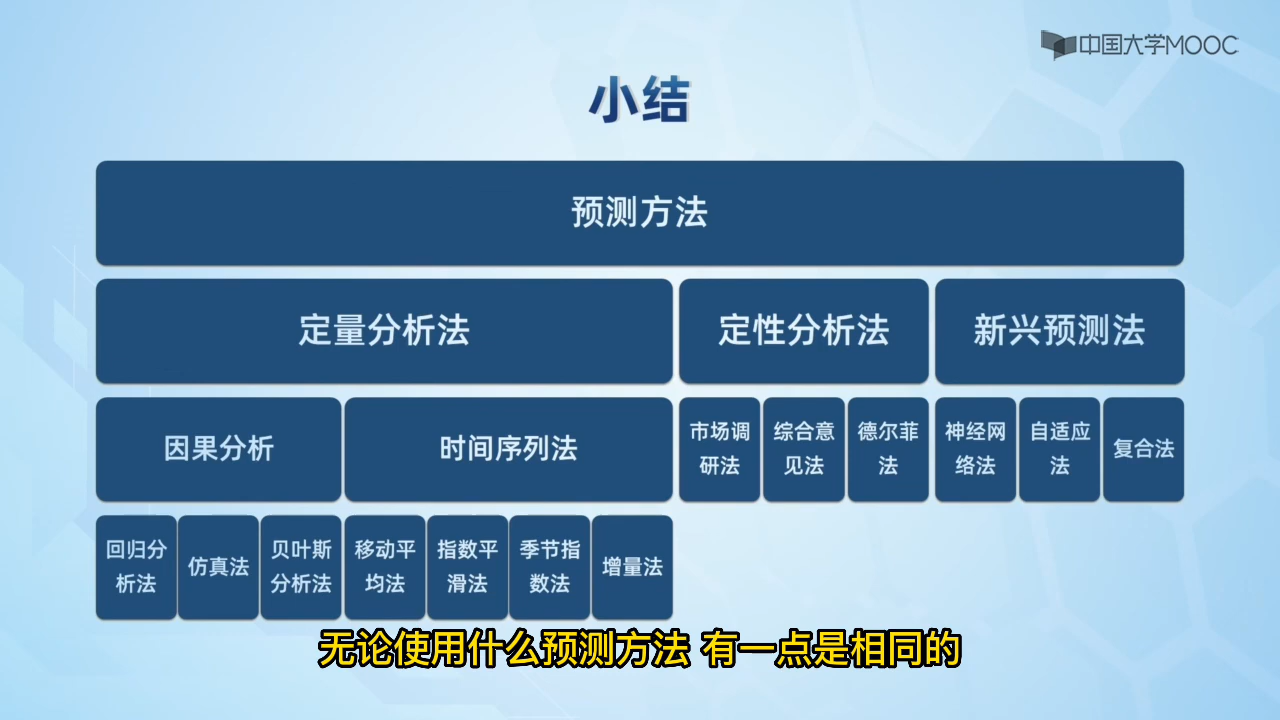 中国大学MOOC
小结
预测方法
定量分析法
定性分析法
新兴预测法
因果分析
时间序列法
市场调
研法
综合意
见法
德尔菲
法
神经网
络法
自适应
法
复合法
回归分
析法
仿真法
贝叶斯
分析法
移动平
均法
指数平
滑法
季节指
数法
增量法
无论使用什么预测方法 有一点是相同的